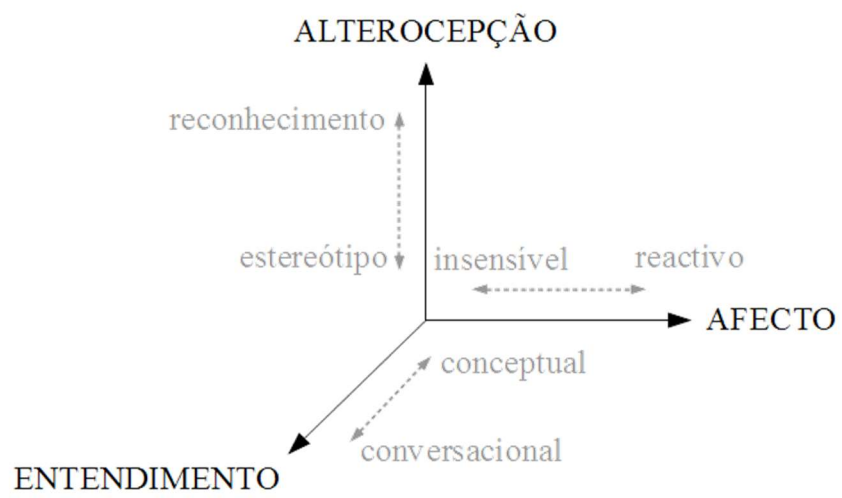 ALTEROCEPÇÃO
reconhecimento
estereótipo
insensível
reactivo
AFECTO
conceptual
conversacional
ENTENDIMENTO